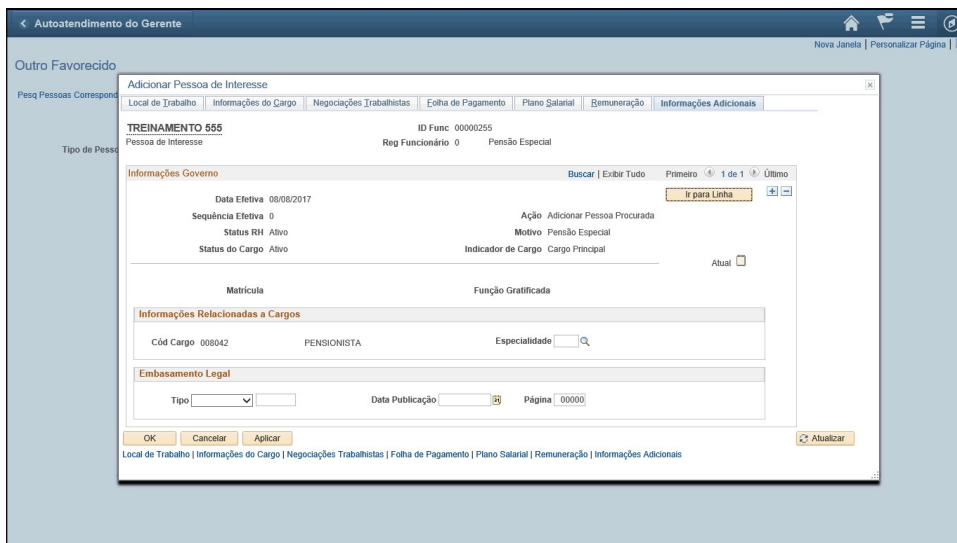 Autoatendimento do Gerente
Nova Janela | Personalizar Página |
Outro Favorecido
Pesq Pessoas Correspond
Tipo de Pesso
Adicionar Pessoa de Interesse
Local de Trabalho Informações do Cargo Negociações Trabalhistas Folha de Pagamento Plano Salarial Remuneração Informações Adicionais
TREINAMENTO 555 ID Func 00000255
Pessoa de Interesse Reg Funcionário 0 Pensão Especial
Informações Governo Buscar | Exibir Tudo Primeiro 1 de 1 Último
Ir para Linha
Data Efetiva 08/08/2017
Sequência Efetiva 0 Ação Adicionar Pessoa Procurada
Status RH Ativo Motivo Pensão Especial
Status do Cargo Ativo Indicador de Cargo Cargo Principal
Atual
Matrícula Função Gratificada
Informações Relacionadas a Cargos
Cód Cargo 008042 PENSIONISTA Especialidade
Embasamento Legal
Tipo Data Publicação Página 00000
OK Cancelar Aplicar Atualizar
Local de Trabalho | Informações do Cargo | Negociações Trabalhistas | Folha de Pagamento | Plano Salarial | Remuneração | Informações Adicionais